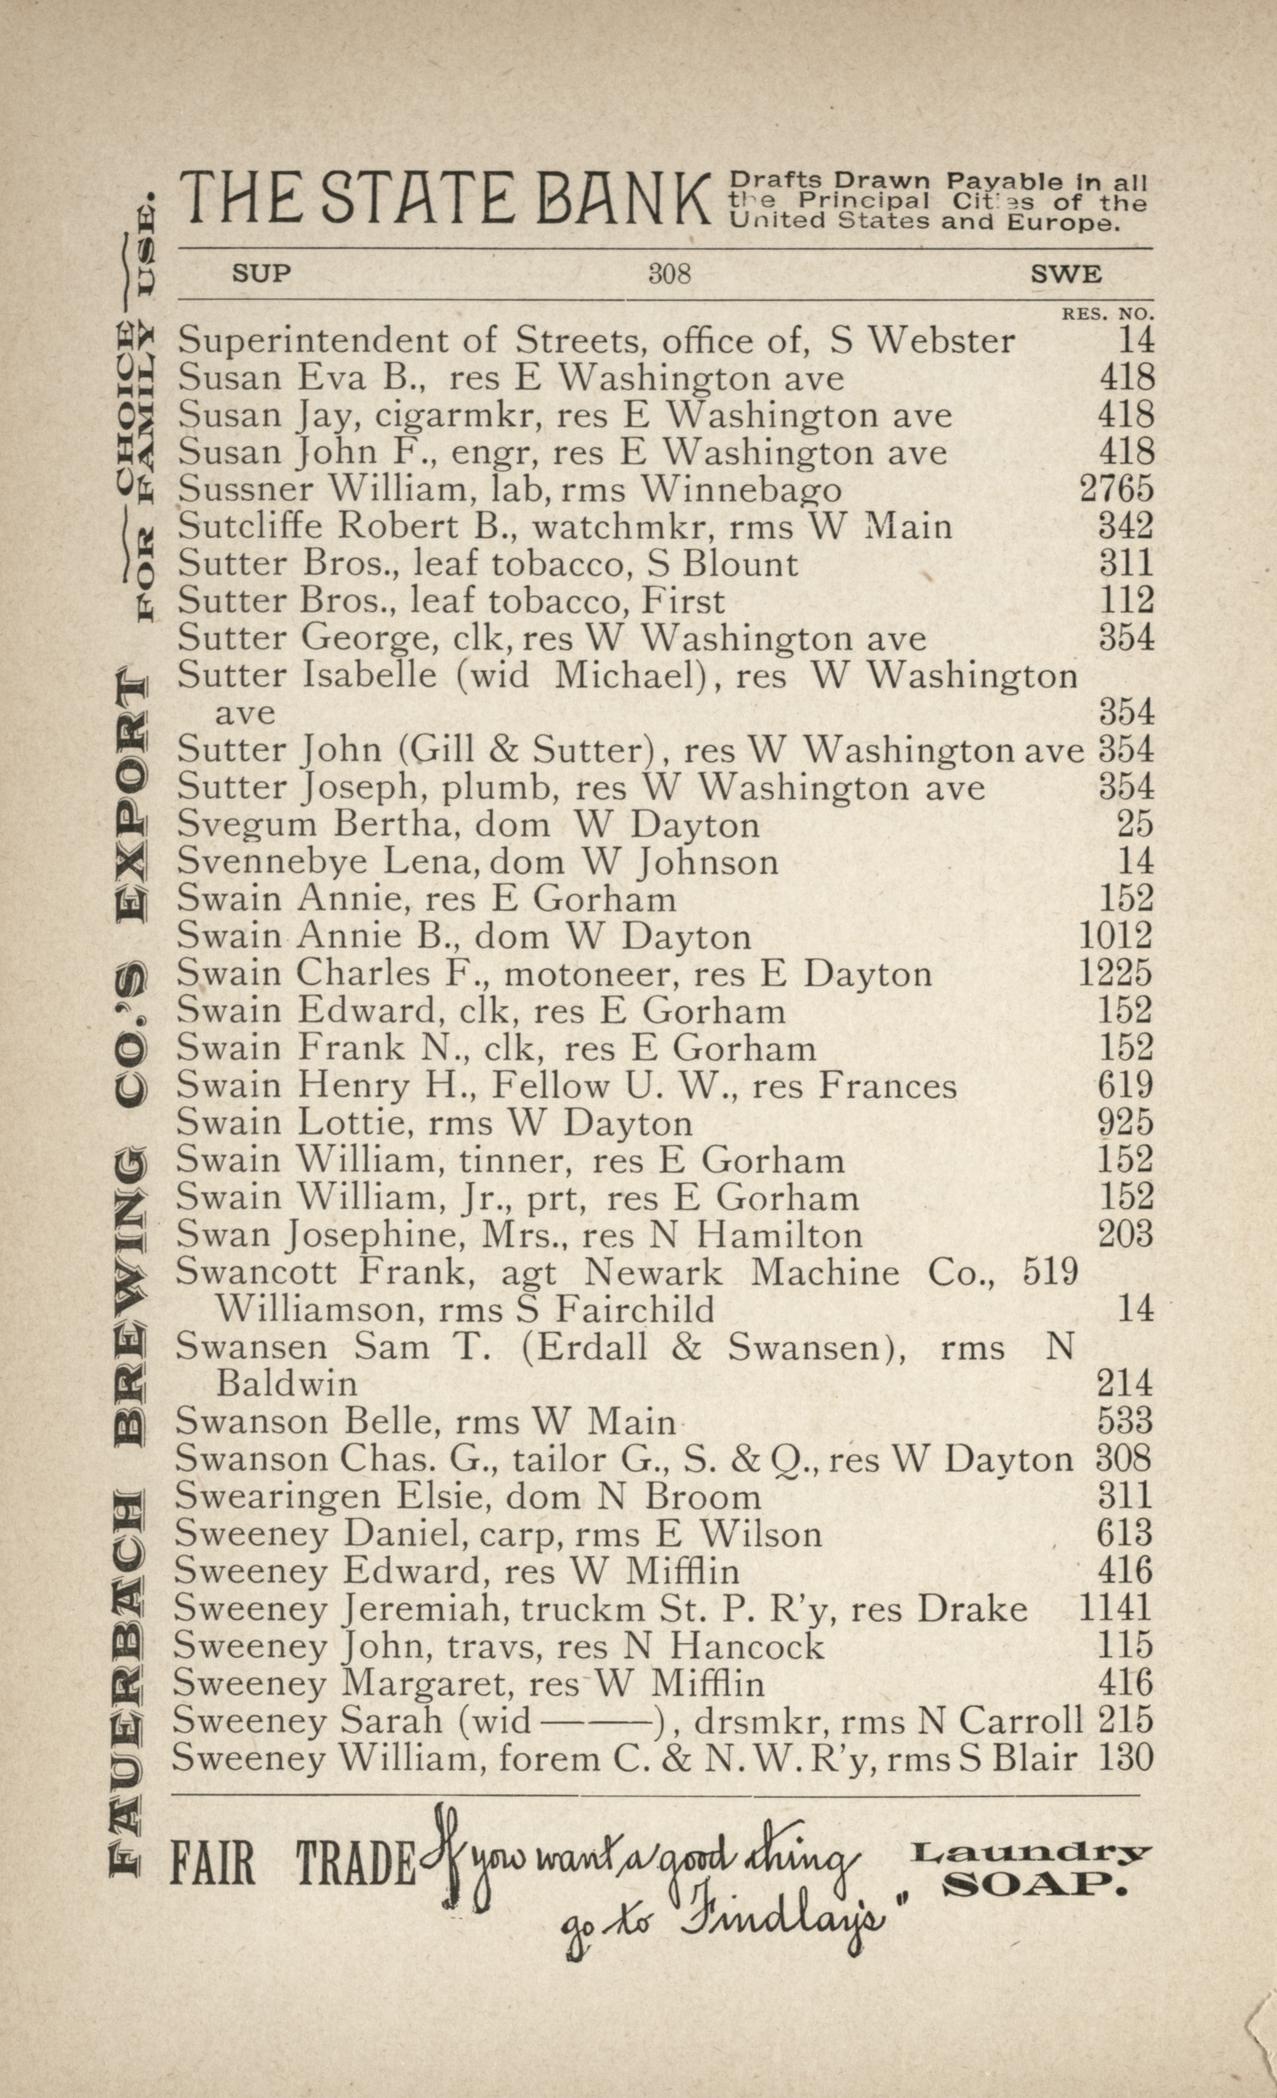 THE STATE BANK
Drafts Drawn Payable in all
the Principal Cities of the
United States and Europe.
SUP 308 SWE
RES. NO.
Superintendent of Streets, office of, S Webster 14
Susan Eva B., res E Washington ave 418
Susan Jay, cigarmkr, res E Washington ave 418
Susan John F., engr, res E Washington ave 418
Sussner William, lab, rms Winnebago 2765
Sutcliffe Robert B., watchmkr, rms W Main 342
Sutter Bros., leaf tobacco, S Blount 311
Sutter Bros., leaf tobacco, First 112
Sutter George, clk, res W Washington ave 354
Sutter Isabelle (wid Michael), res W Washington
ave 354
Sutter John (Gill & Sutter), res W Washington ave 354
Sutter Joseph, plumb, res W Washington ave 354
Svegum Bertha, dom W Dayton 25
Svennebye Lena, dom W Johnson 14
Swain Annie, res E Gorham 152
Swain Annie B., dom W Dayton 1012
Swain Charles F., motoneer, res E Dayton 1225
Swain Edward, clk, res E Gorham 152
Swain Frank N., clk, res E Gorham 152
Swain Henry H., Fellow U. W., res Frances 619
Swain Lottie, rms W Dayton 925
Swain William, tinner, res E Gorham 152
Swain William, Jr., prt, res E Gorham 152
Swan Josephine, Mrs., res N Hamilton 203
Swancott Frank, agt Newark Machine Co., 519
Williamson, rms S Fairchild 14
Swansen Sam T. (Erdall & Swansen), rms N
Baldwin 214
Swanson Belle, rms W Main 533
Swanson Chas. G., tailor G., S. & Q., res W Dayton 308
Swearingen Elsie, dom N Broom 311
Sweeney Daniel, carp, rms E Wilson 613
Sweeney Edward, res W Mifflin 416
Sweeney Jeremiah, truckm St. P. R'y, res Drake 1141
Sweeney John, travs, res N Hancock 115
Sweeney Margaret, res W Mifflin 416
Sweeney Sarah (wid ———), drsmkr, rms N Carroll 215
Sweeney William, forem C. & N. W. R'y, rms S Blair 130
FAUERBACH BREWING CO.'S EXPORT
CHOICE
FOR FAMILY USE.
FAIR TRADE
If you want a good thing
go to "Findlay's"
Laundry
SOAP.